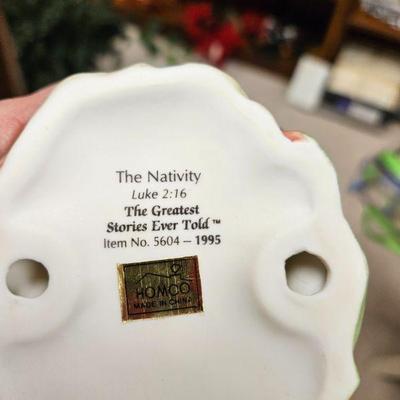 The Nativity
Luke 2:16
The Greatest
Stories Ever Told™
Item No. 5604 – 1995
HOMCO
MADE IN CHINA